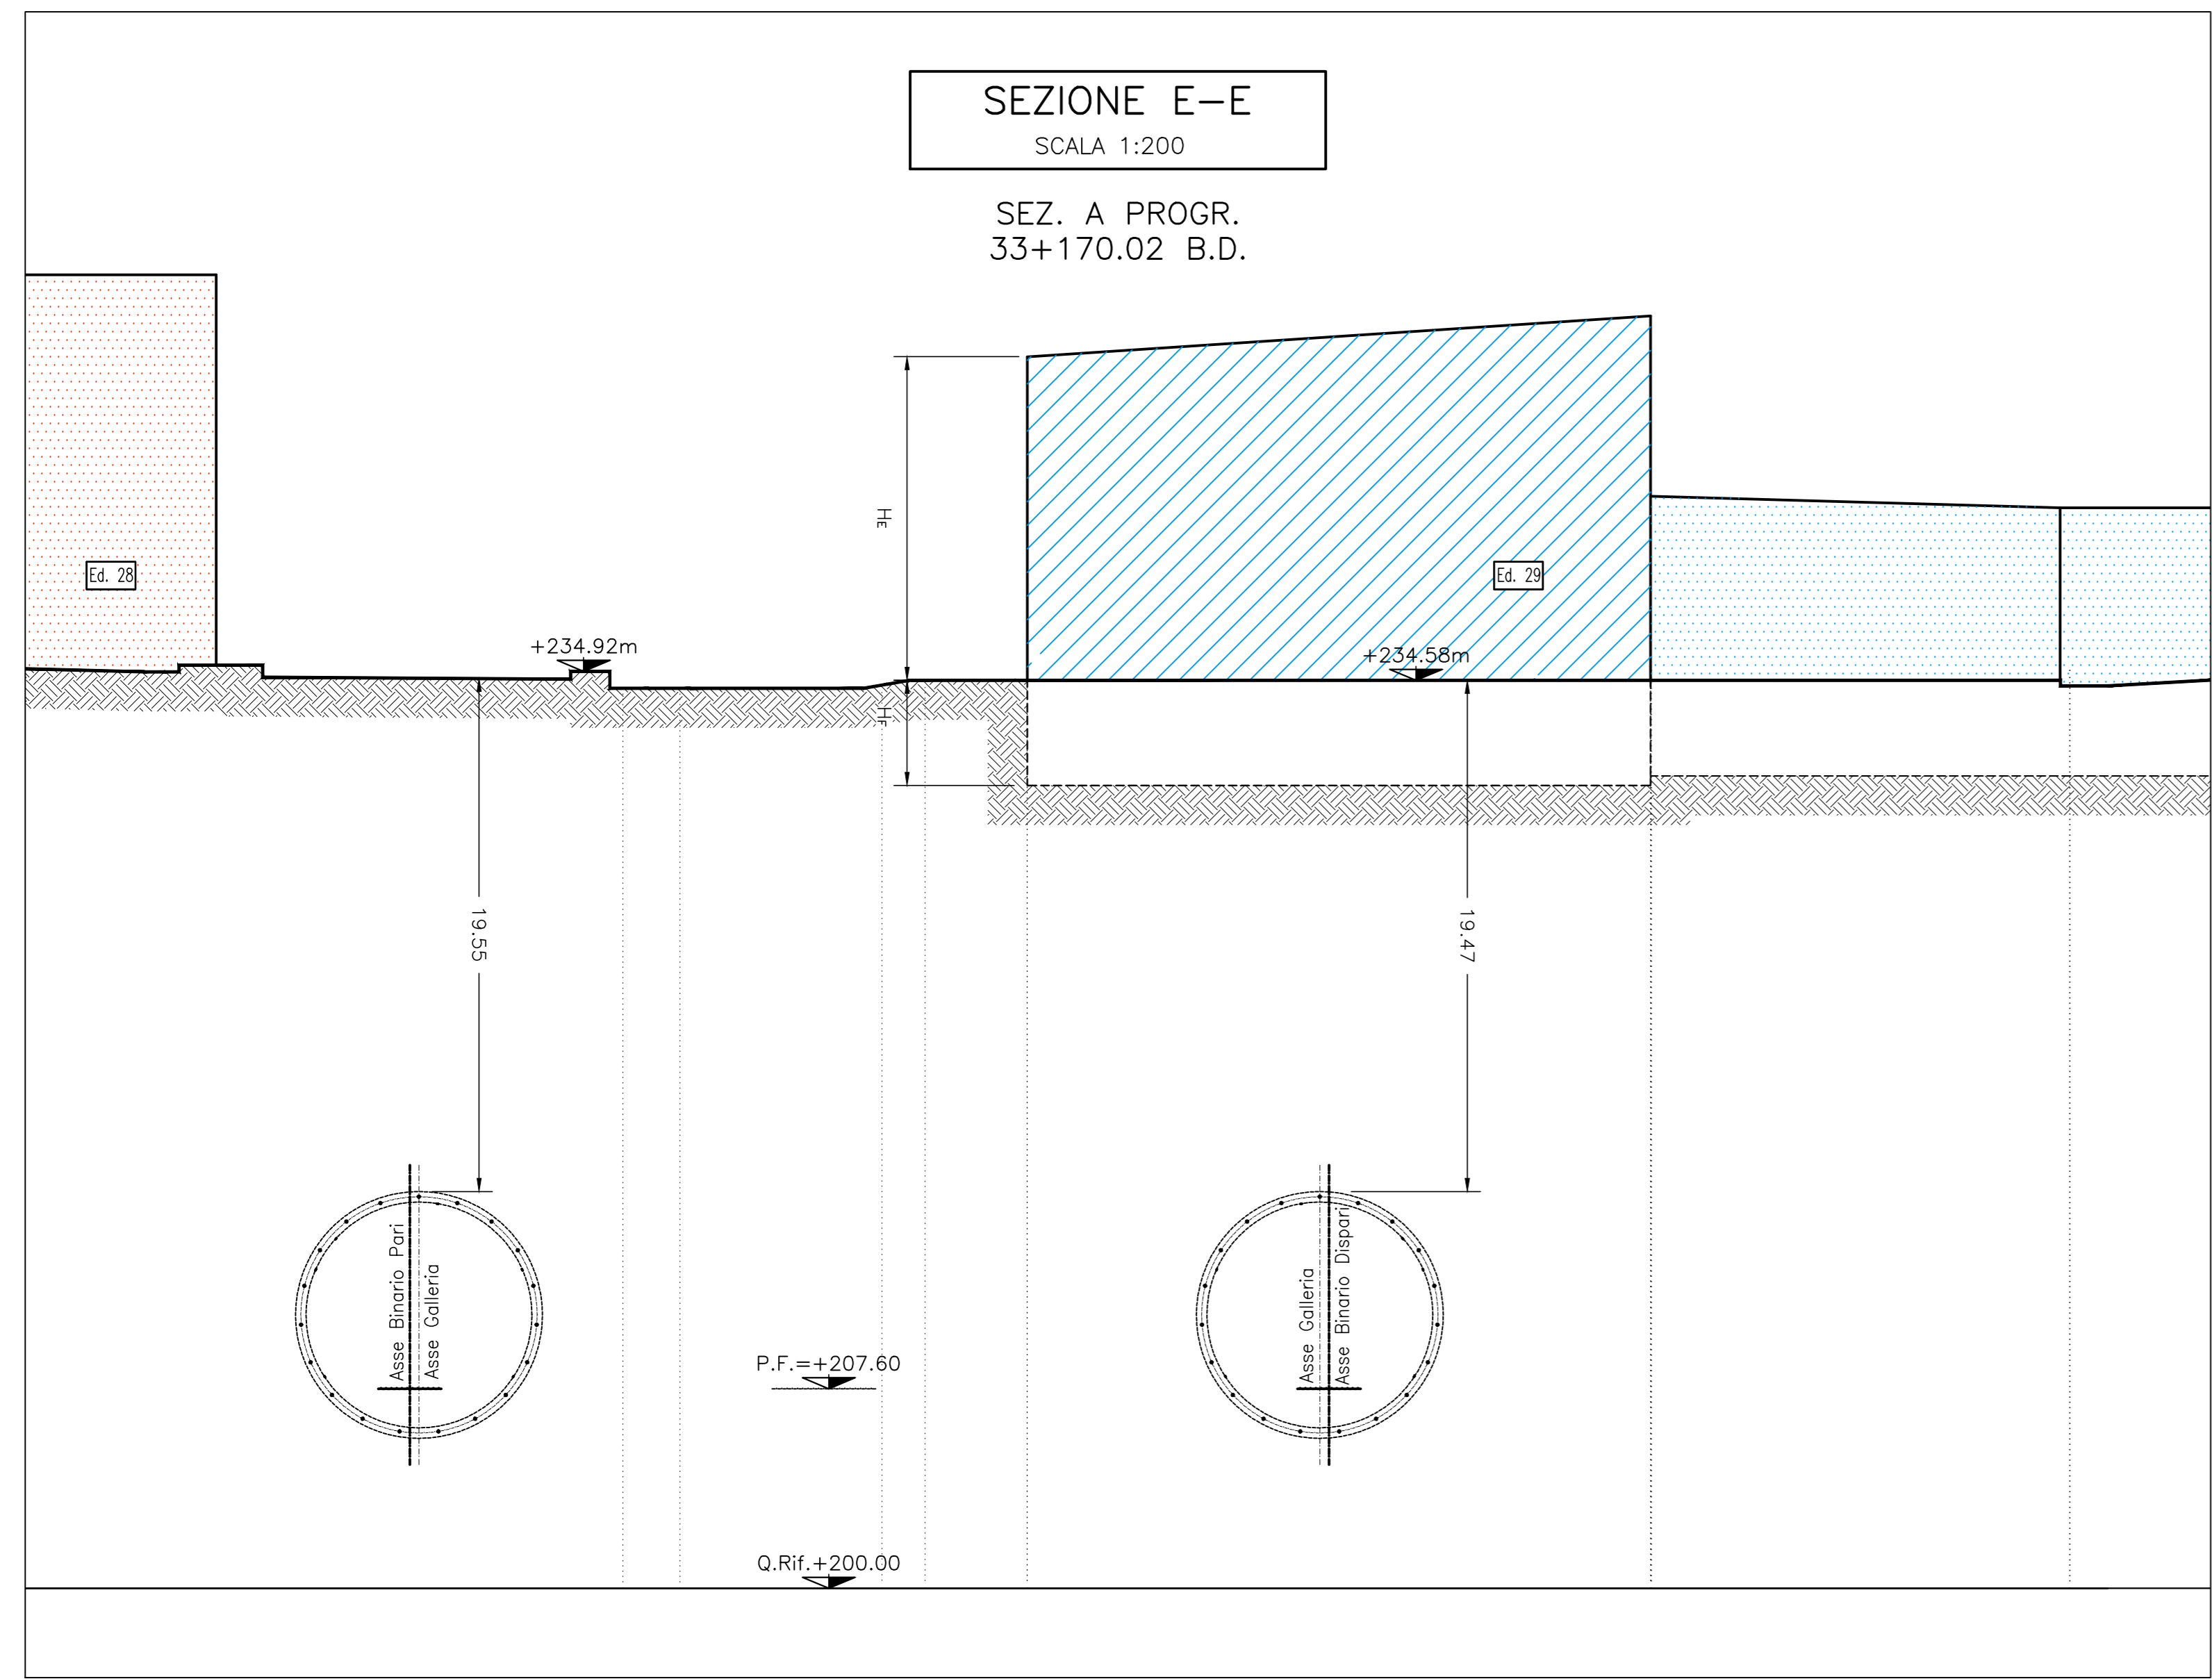 SEZIONE E-E
SCALA 1:200
SEZ. A PROGR.
33+170.02 B.D.
HE
Ed. 28
Ed. 29
+234.92m
+234.58m
HF
19.55
19.47
Asse Binario Pari
Asse Galleria
Asse Galleria
Asse Binario Dispari
P.F.=+207.60
Q.Rif.+200.00